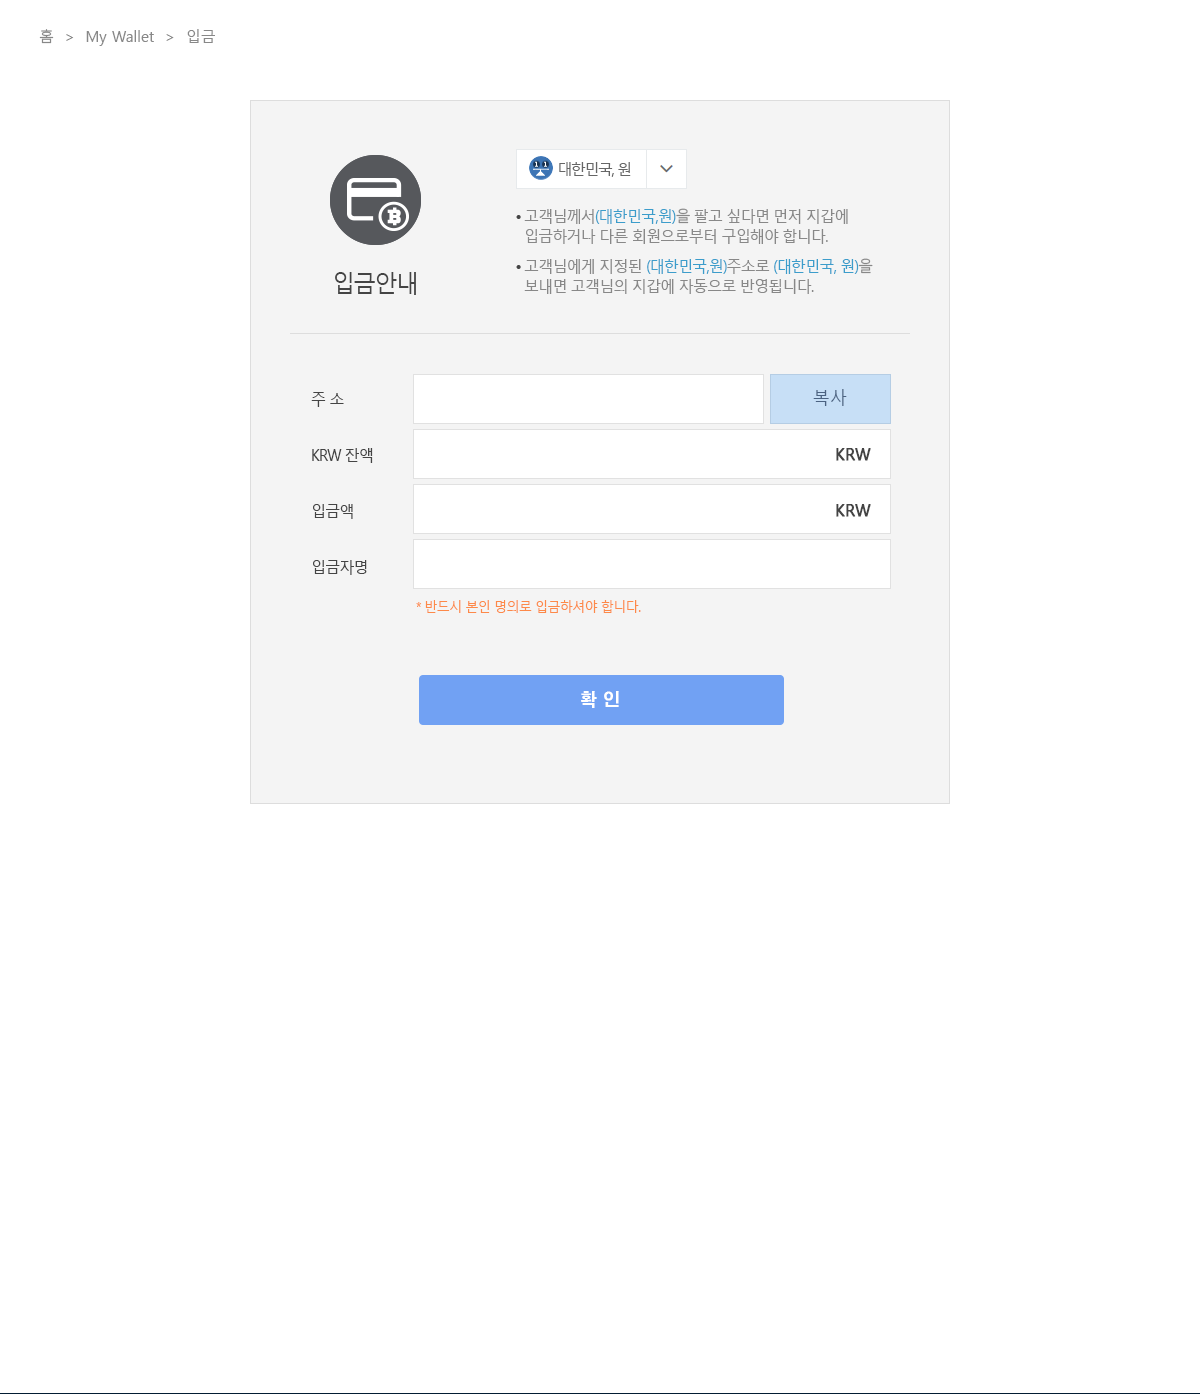 홈 > My Wallet > 입금
대한민국, 원
• 고객님께서(대한민국,원)을 팔고 싶다면 먼저 지갑에
입금하거나 다른 회원으로부터 구입해야 합니다.
• 고객님에게 지정된 (대한민국,원)주소로 (대한민국, 원)을
보내면 고객님의 지갑에 자동으로 반영됩니다.
입금안내
주 소
복사
KRW 잔액
KRW
입금액
KRW
입금자명
* 반드시 본인 명의로 입금하셔야 합니다.
확 인